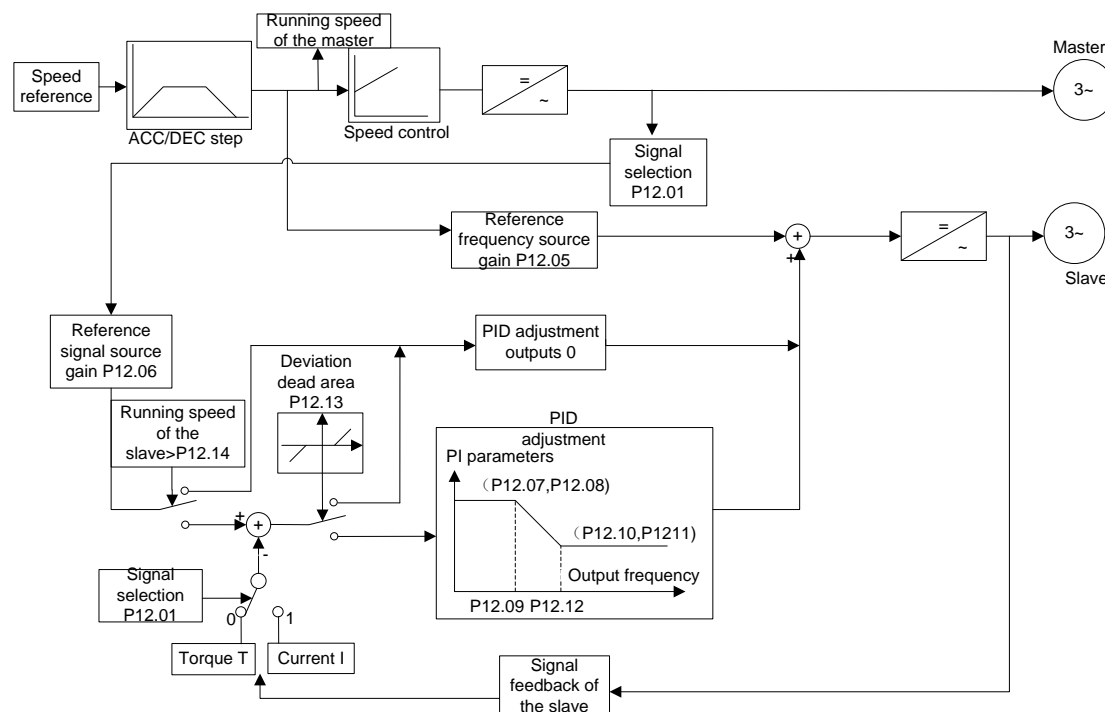 Running speed
of the master
Master
Speed
reference
=
~
3~
ACC/DEC step
Speed control
Signal
selection
P12.01
Reference
frequency source
gain P12.05
+
+
=
~
3~
Slave
Reference
signal source
gain P12.06
PID adjustment
outputs 0
Deviation
dead area
P12.13
Running speed
of the
slave>P12.14
PID
adjustment
PI parameters
（P12.07,P12.08)
（P12.10,P1211)
Output frequency
P12.09 P12.12
+
+
-
Signal
selection
P12.01
0
1
Torque T
Current I
Signal
feedback of
the slave